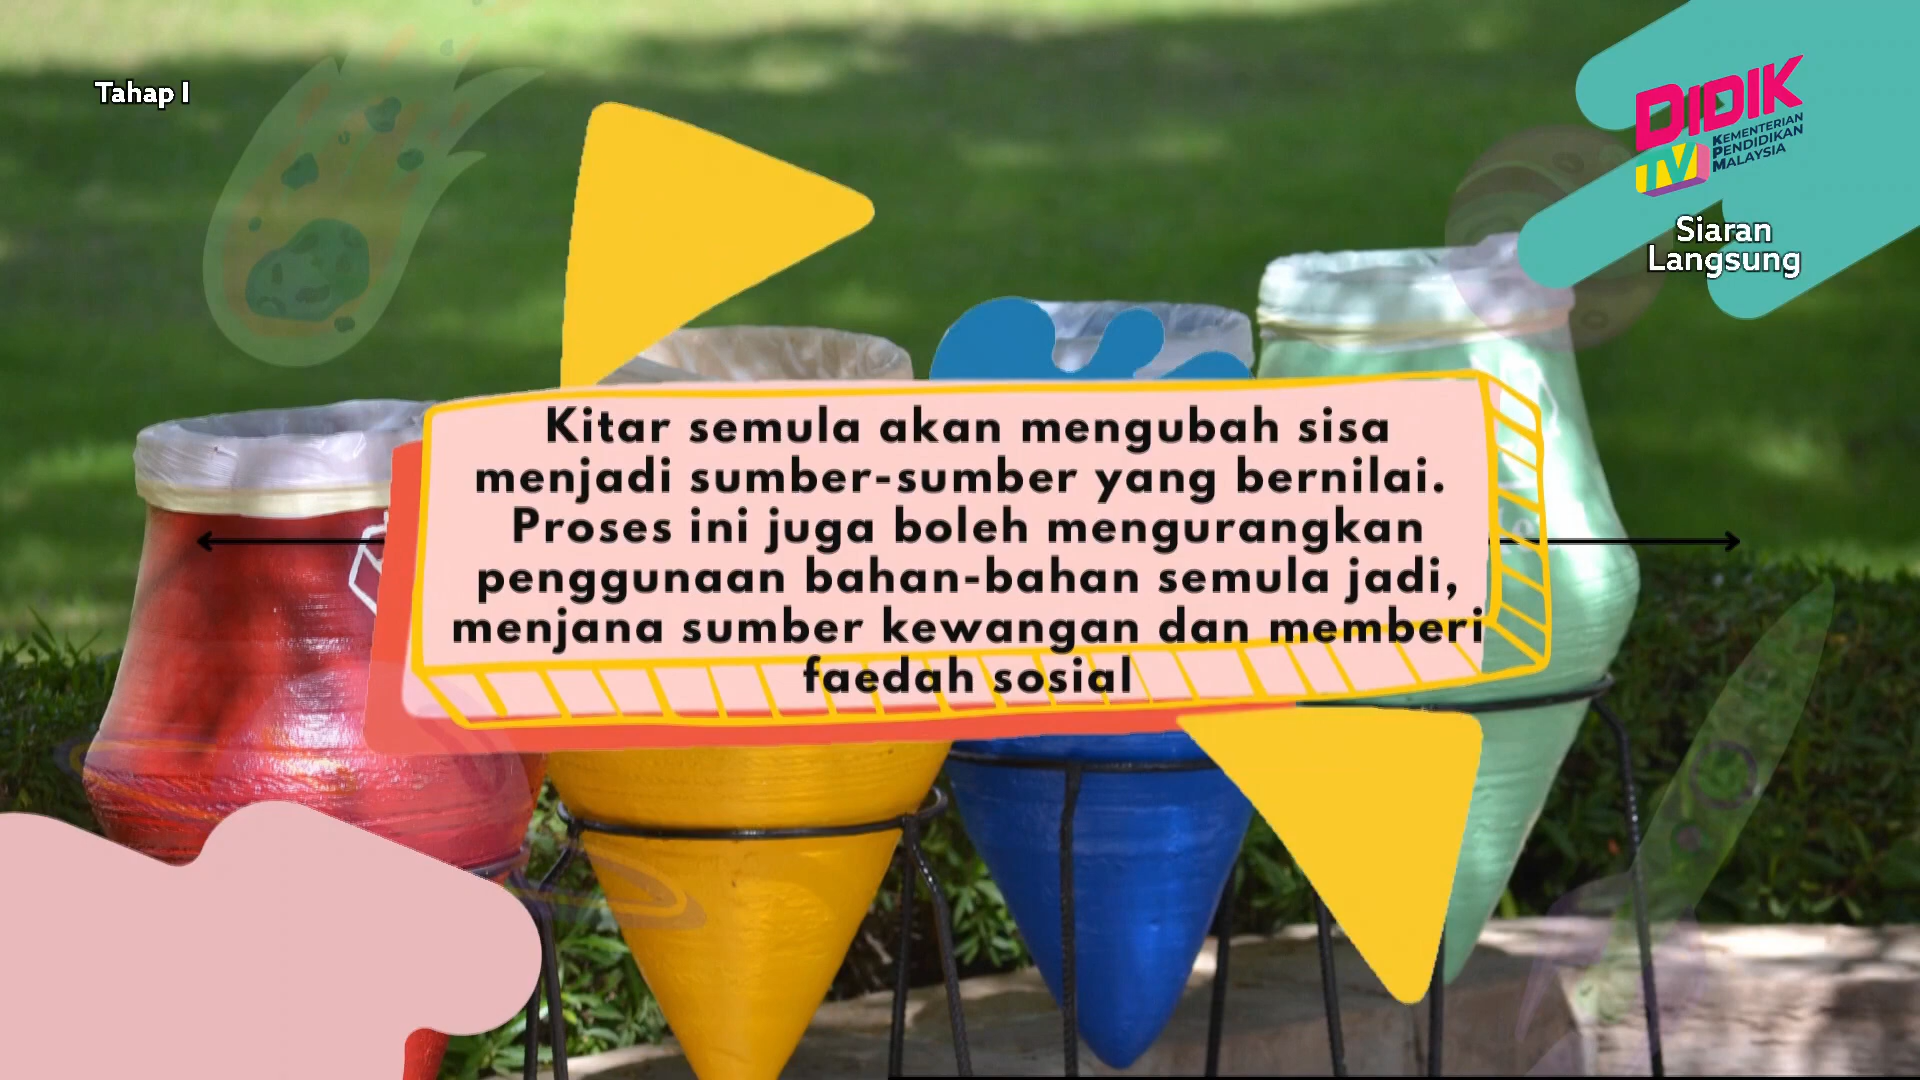 Tahap I
DIDIK
TV
KEMENTERIAN
PENDIDIKAN
MALAYSIA
Siaran
Langsung
Kitar semula akan mengubah sisa
menjadi sumber-sumber yang bernilai.
Proses ini juga boleh mengurangkan
penggunaan bahan-bahan semula jadi,
menjana sumber kewangan dan memberi
faedah sosial